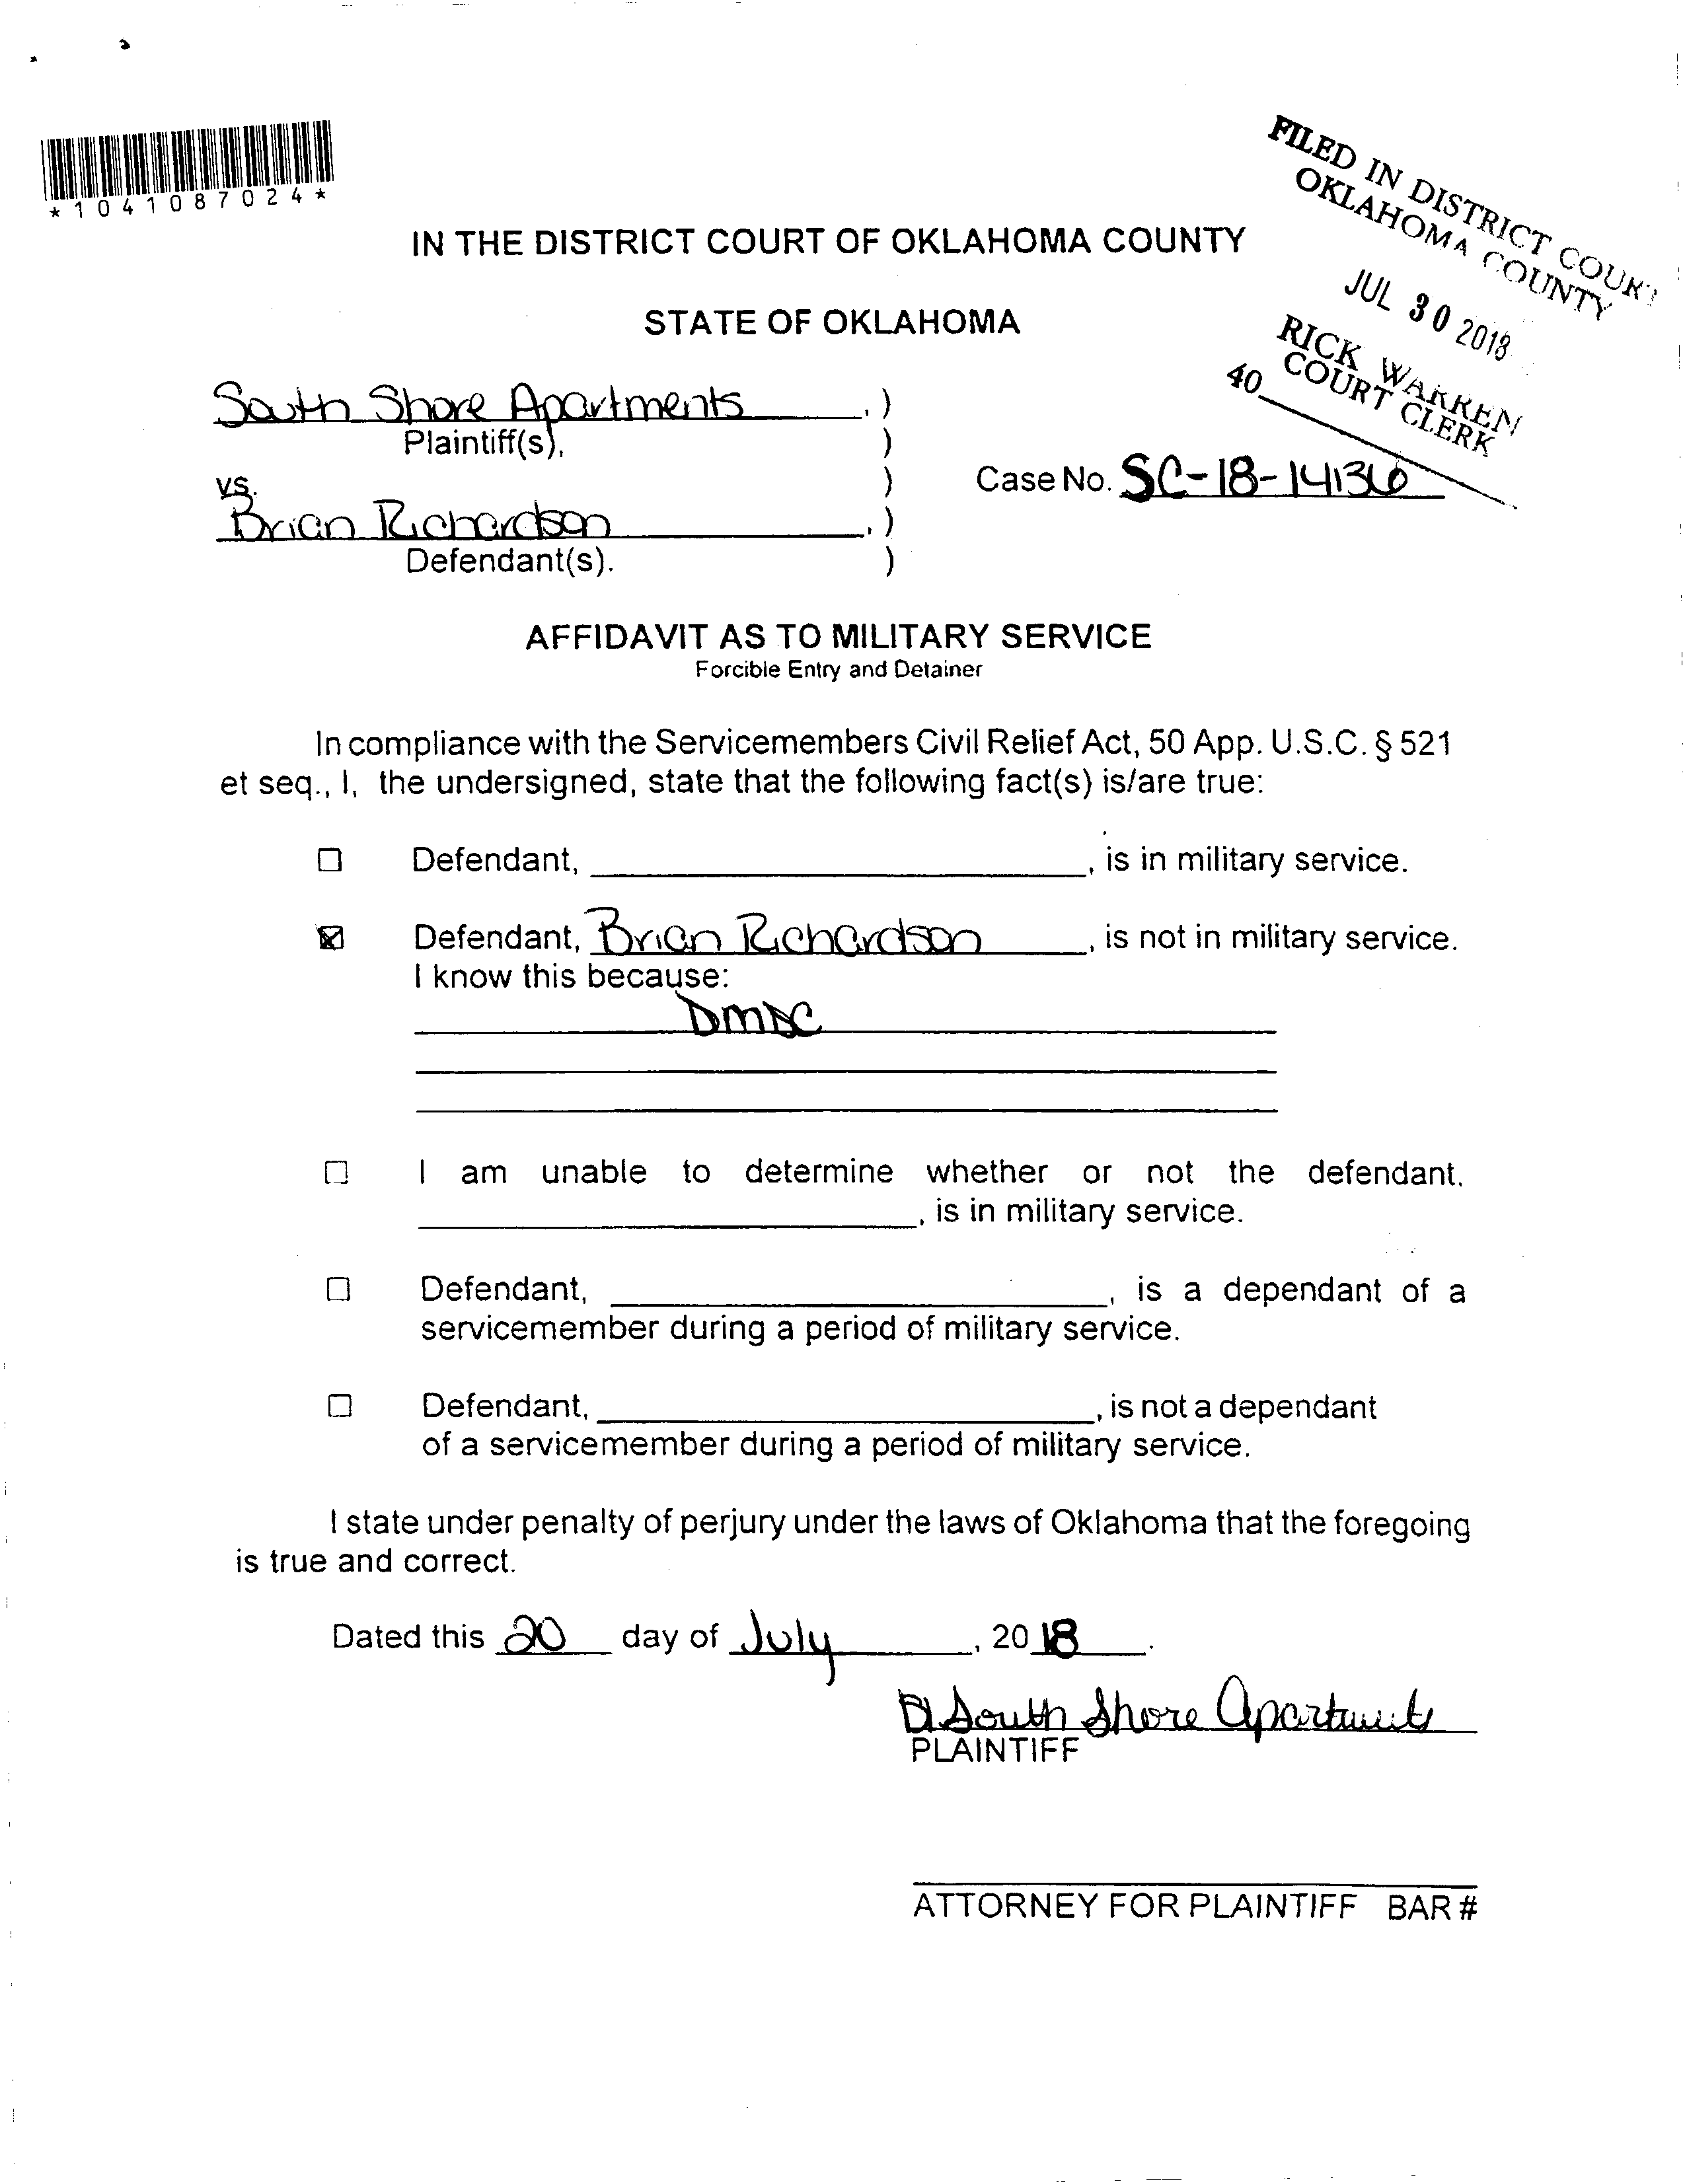 *1041087024*
FILED IN DISTRICT COURT
OKLAHOMA COUNTY
JUL 30 2018
RICK WARREN
COURT CLERK
40
IN THE DISTRICT COURT OF OKLAHOMA COUNTY
STATE OF OKLAHOMA
South Shore Apartments , )
Plaintiff(s), )
vs. )
Case No. SC-18-14136
Brian Richardson , )
Defendant(s). )
AFFIDAVIT AS TO MILITARY SERVICE
Forcible Entry and Detainer
In compliance with the Servicemembers Civil Relief Act, 50 App. U.S.C. § 521
et seq., I, the undersigned, state that the following fact(s) is/are true:
☐ Defendant, , is in military service.
☒ Defendant, Brian Richardson , is not in military service.
I know this because:
DMDC
☐ I am unable to determine whether or not the defendant.
, is in military service.
☐ Defendant, , is a dependant of a
servicemember during a period of military service.
☐ Defendant, , is not a dependant
of a servicemember during a period of military service.
I state under penalty of perjury under the laws of Oklahoma that the foregoing
is true and correct.
Dated this 20 day of July , 20 18 .
South Shore Apartments
PLAINTIFF
ATTORNEY FOR PLAINTIFF BAR #